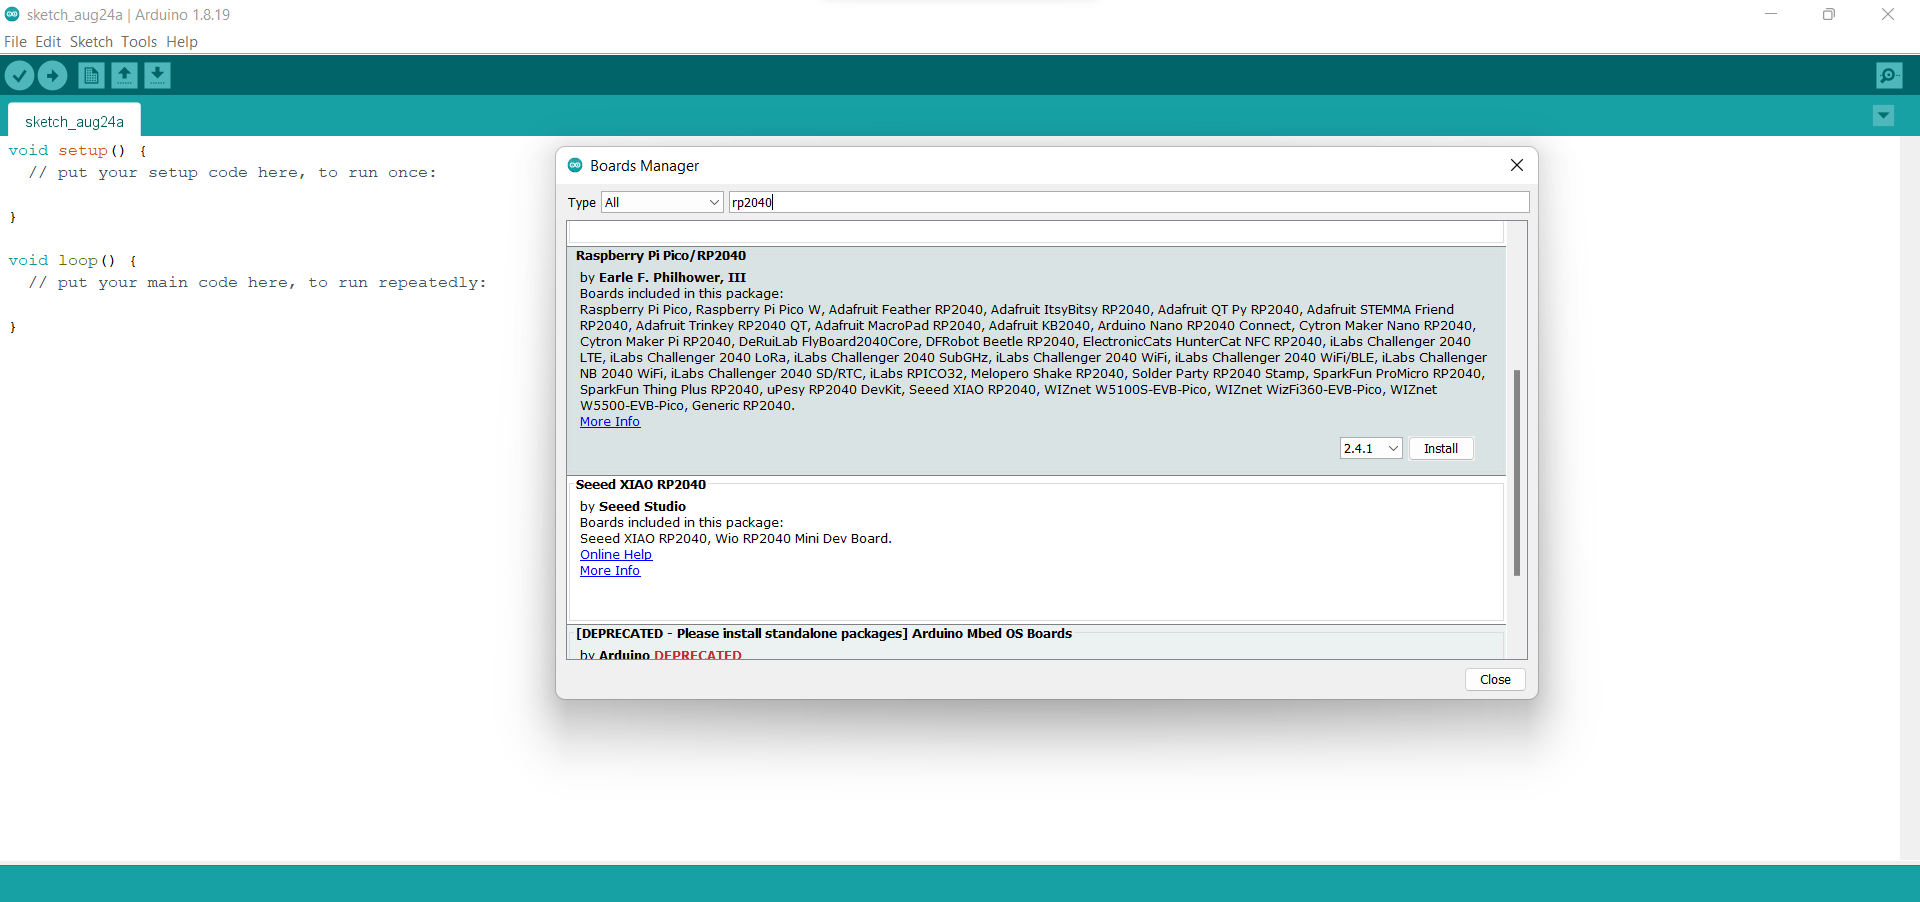 sketch_aug24a | Arduino 1.8.19
File Edit Sketch Tools Help
sketch_aug24a
void setup() {
// put your setup code here, to run once:
}
void loop() {
// put your main code here, to run repeatedly:
}
Boards Manager
Type All rp2040
Raspberry Pi Pico/RP2040
by Earle F. Philhower, III
Boards included in this package:
Raspberry Pi Pico, Raspberry Pi Pico W, Adafruit Feather RP2040, Adafruit ItsyBitsy RP2040, Adafruit QT Py RP2040, Adafruit STEMMA Friend
RP2040, Adafruit Trinkey RP2040 QT, Adafruit MacroPad RP2040, Adafruit KB2040, Arduino Nano RP2040 Connect, Cytron Maker Nano RP2040,
Cytron Maker Pi RP2040, DeRuiLab FlyBoard2040Core, DFRobot Beetle RP2040, ElectronicCats HunterCat NFC RP2040, iLabs Challenger 2040
LTE, iLabs Challenger 2040 LoRa, iLabs Challenger 2040 SubGHz, iLabs Challenger 2040 WiFi, iLabs Challenger 2040 WiFi/BLE, iLabs Challenger
NB 2040 WiFi, iLabs Challenger 2040 SD/RTC, iLabs RPICO32, Melopero Shake RP2040, Solder Party RP2040 Stamp, SparkFun ProMicro RP2040,
SparkFun Thing Plus RP2040, uPesy RP2040 DevKit, Seeed XIAO RP2040, WIZnet W5100S-EVB-Pico, WIZnet WizFi360-EVB-Pico, WIZnet
W5500-EVB-Pico, Generic RP2040.
More Info
2.4.1 Install
Seeed XIAO RP2040
by Seeed Studio
Boards included in this package:
Seeed XIAO RP2040, Wio RP2040 Mini Dev Board.
Online Help
More Info
[DEPRECATED - Please install standalone packages] Arduino Mbed OS Boards
by Arduino DEPRECATED
Close